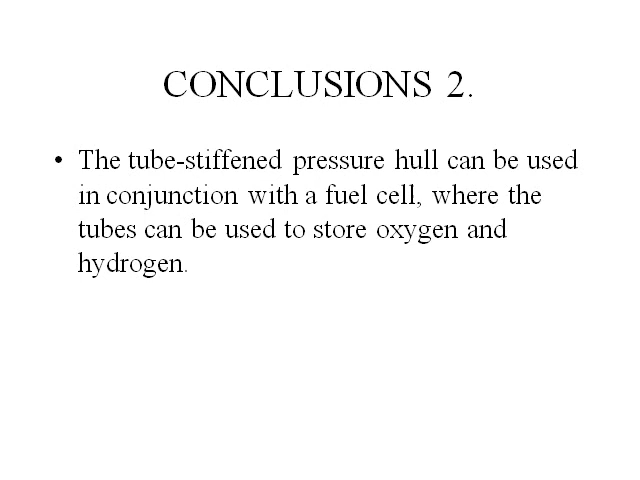 CONCLUSIONS 2.
• The tube-stiffened pressure hull can be used
in conjunction with a fuel cell, where the
tubes can be used to store oxygen and
hydrogen.